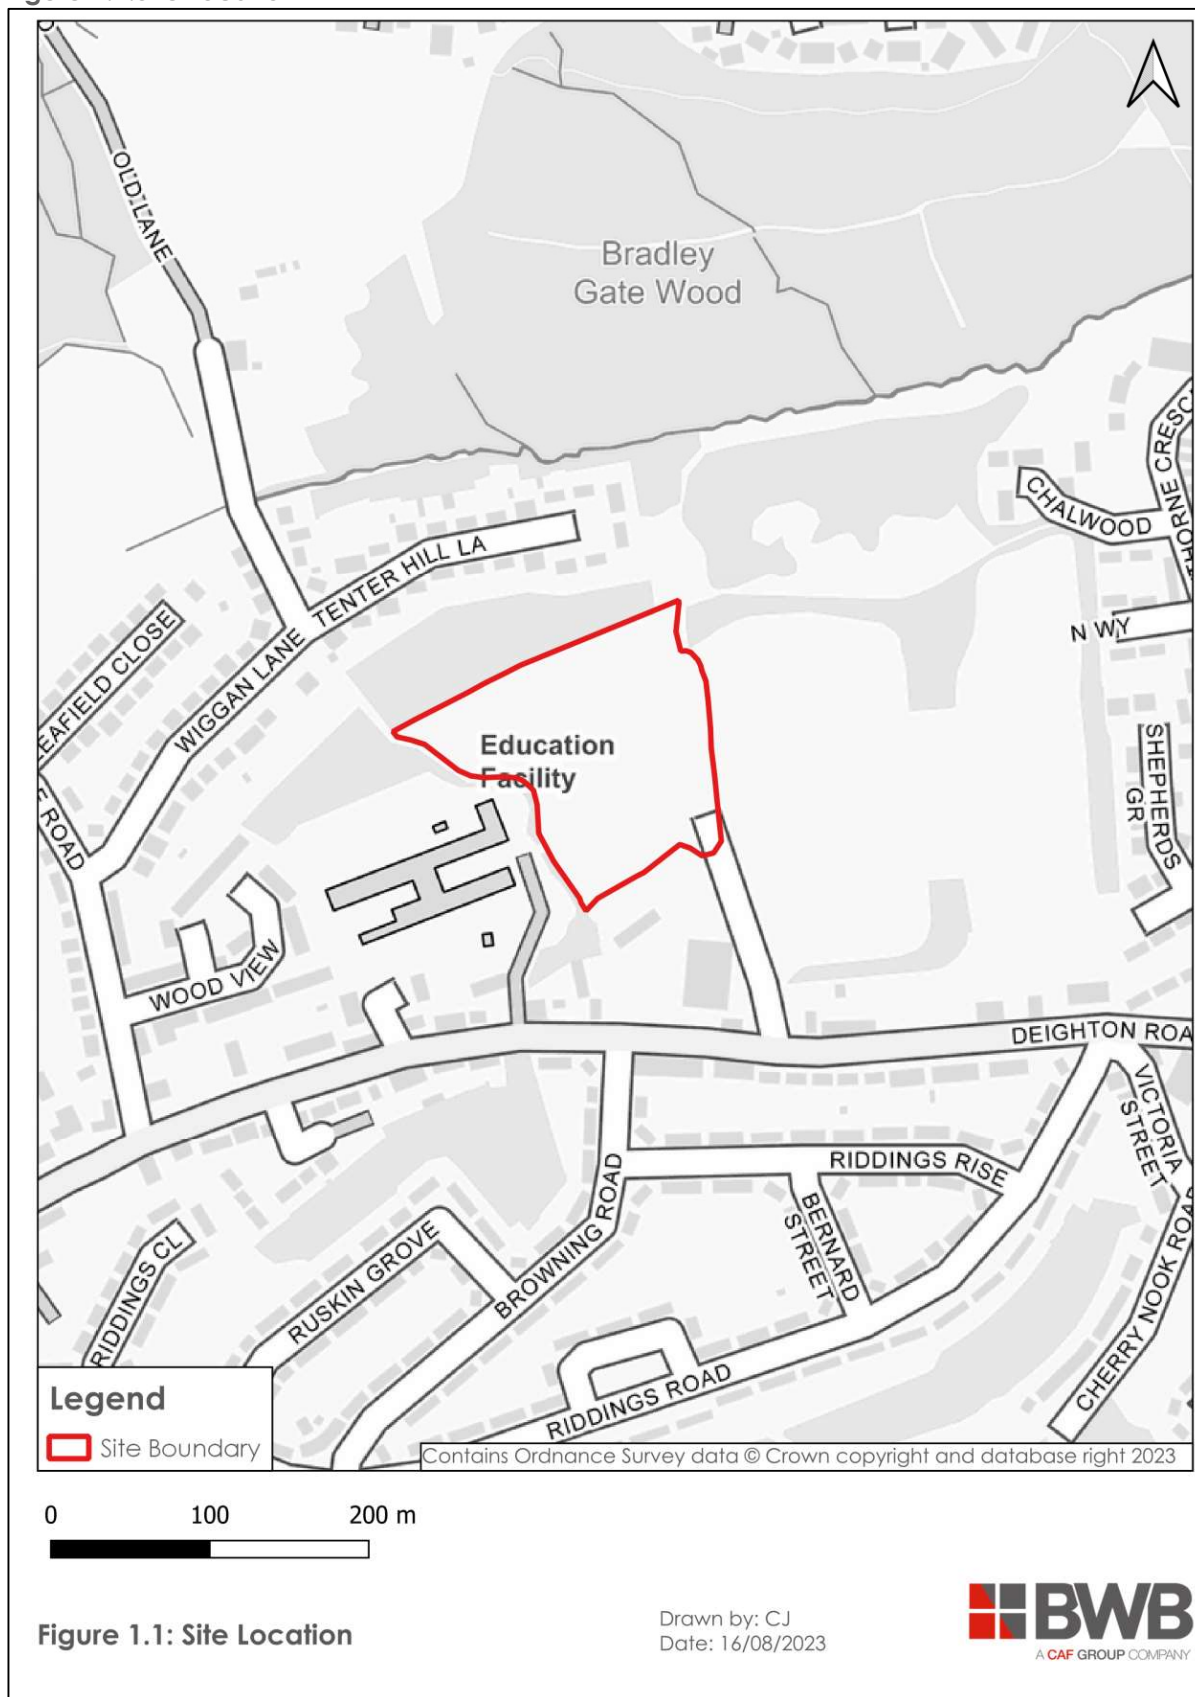 OLD LANE
Bradley
Gate Wood
THORNE CRESC
CHALWOOD
TENTER HILL LA
N WY
LEAFIELD CLOSE
WIGGAN LANE
Education
Facility
SHEPHERDS
GR
E ROAD
WOOD VIEW
DEIGHTON ROA
VICTORIA
STREET
RIDDINGS RISE
BROWNING ROAD
BERNARD
STREET
RIDDINGS CL
RUSKIN GROVE
CHERRY NOOK ROAD
RIDDINGS ROAD
Legend
Site Boundary
Contains Ordnance Survey data © Crown copyright and database right 2023
0 100 200 m
Figure 1.1: Site Location
Drawn by: CJ
Date: 16/08/2023
BWB
A CAF GROUP COMPANY